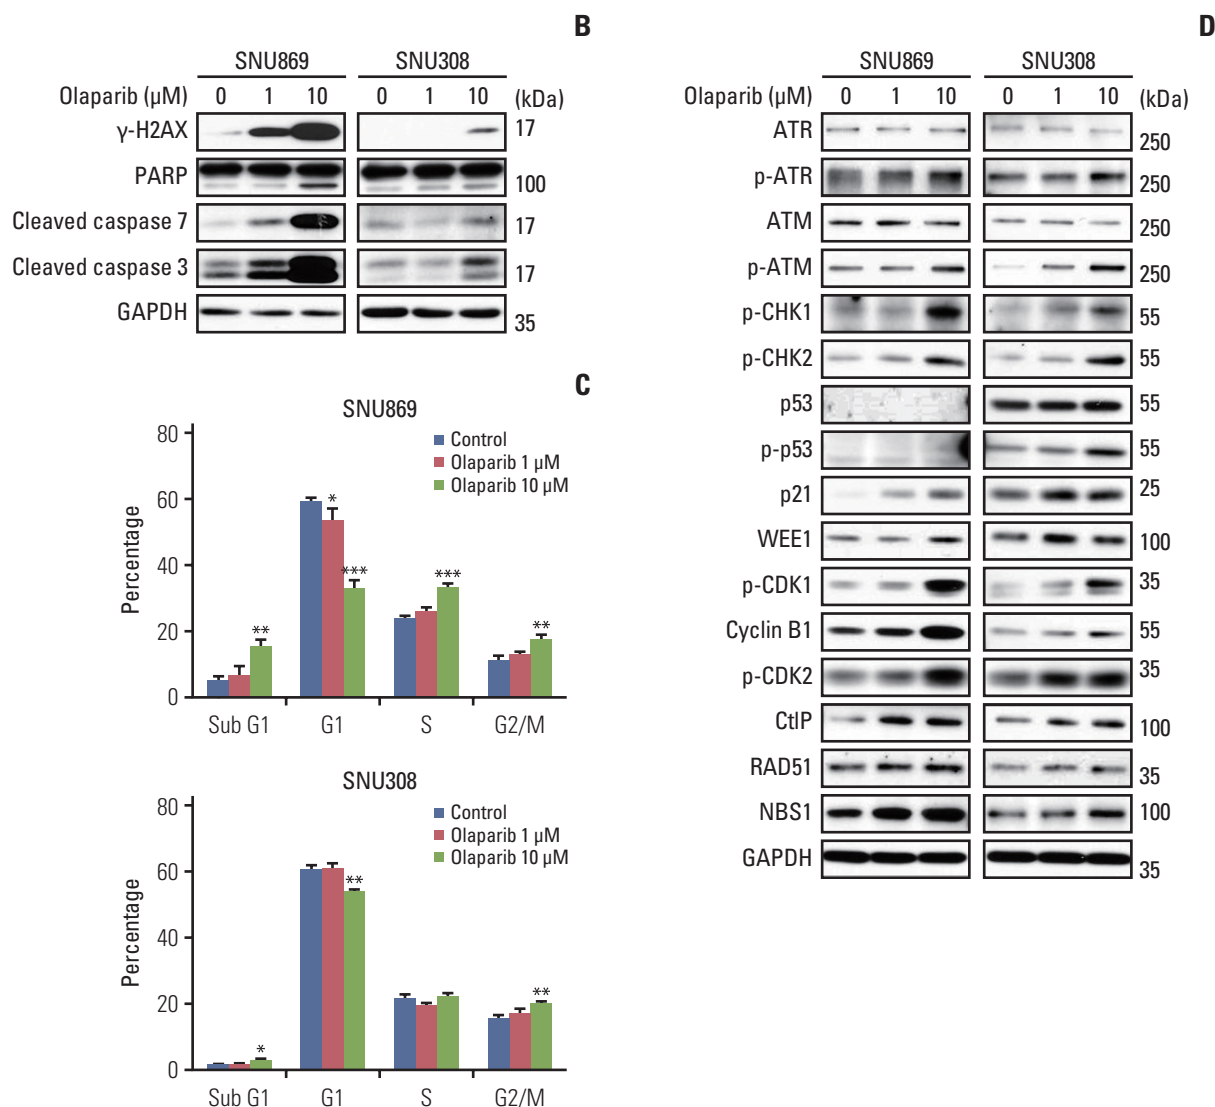 B
SNU869 SNU308
Olaparib (μM) 0 1 10 0 1 10 (kDa)
γ-H2AX 17
PARP 100
Cleaved caspase 7 17
Cleaved caspase 3 17
GAPDH 35
C
SNU869
Control
Olaparib 1 μM
Olaparib 10 μM
Percentage
80
60
40
20
0
* *** *** ** **
Sub G1 G1 S G2/M
SNU308
Control
Olaparib 1 μM
Olaparib 10 μM
Percentage
80
60
40
20
0
** ** *
Sub G1 G1 S G2/M
D
SNU869 SNU308
Olaparib (μM) 0 1 10 0 1 10 (kDa)
ATR 250
p-ATR 250
ATM 250
p-ATM 250
p-CHK1 55
p-CHK2 55
p53 55
p-p53 55
p21 25
WEE1 100
p-CDK1 35
Cyclin B1 55
p-CDK2 35
CtIP 100
RAD51 35
NBS1 100
GAPDH 35